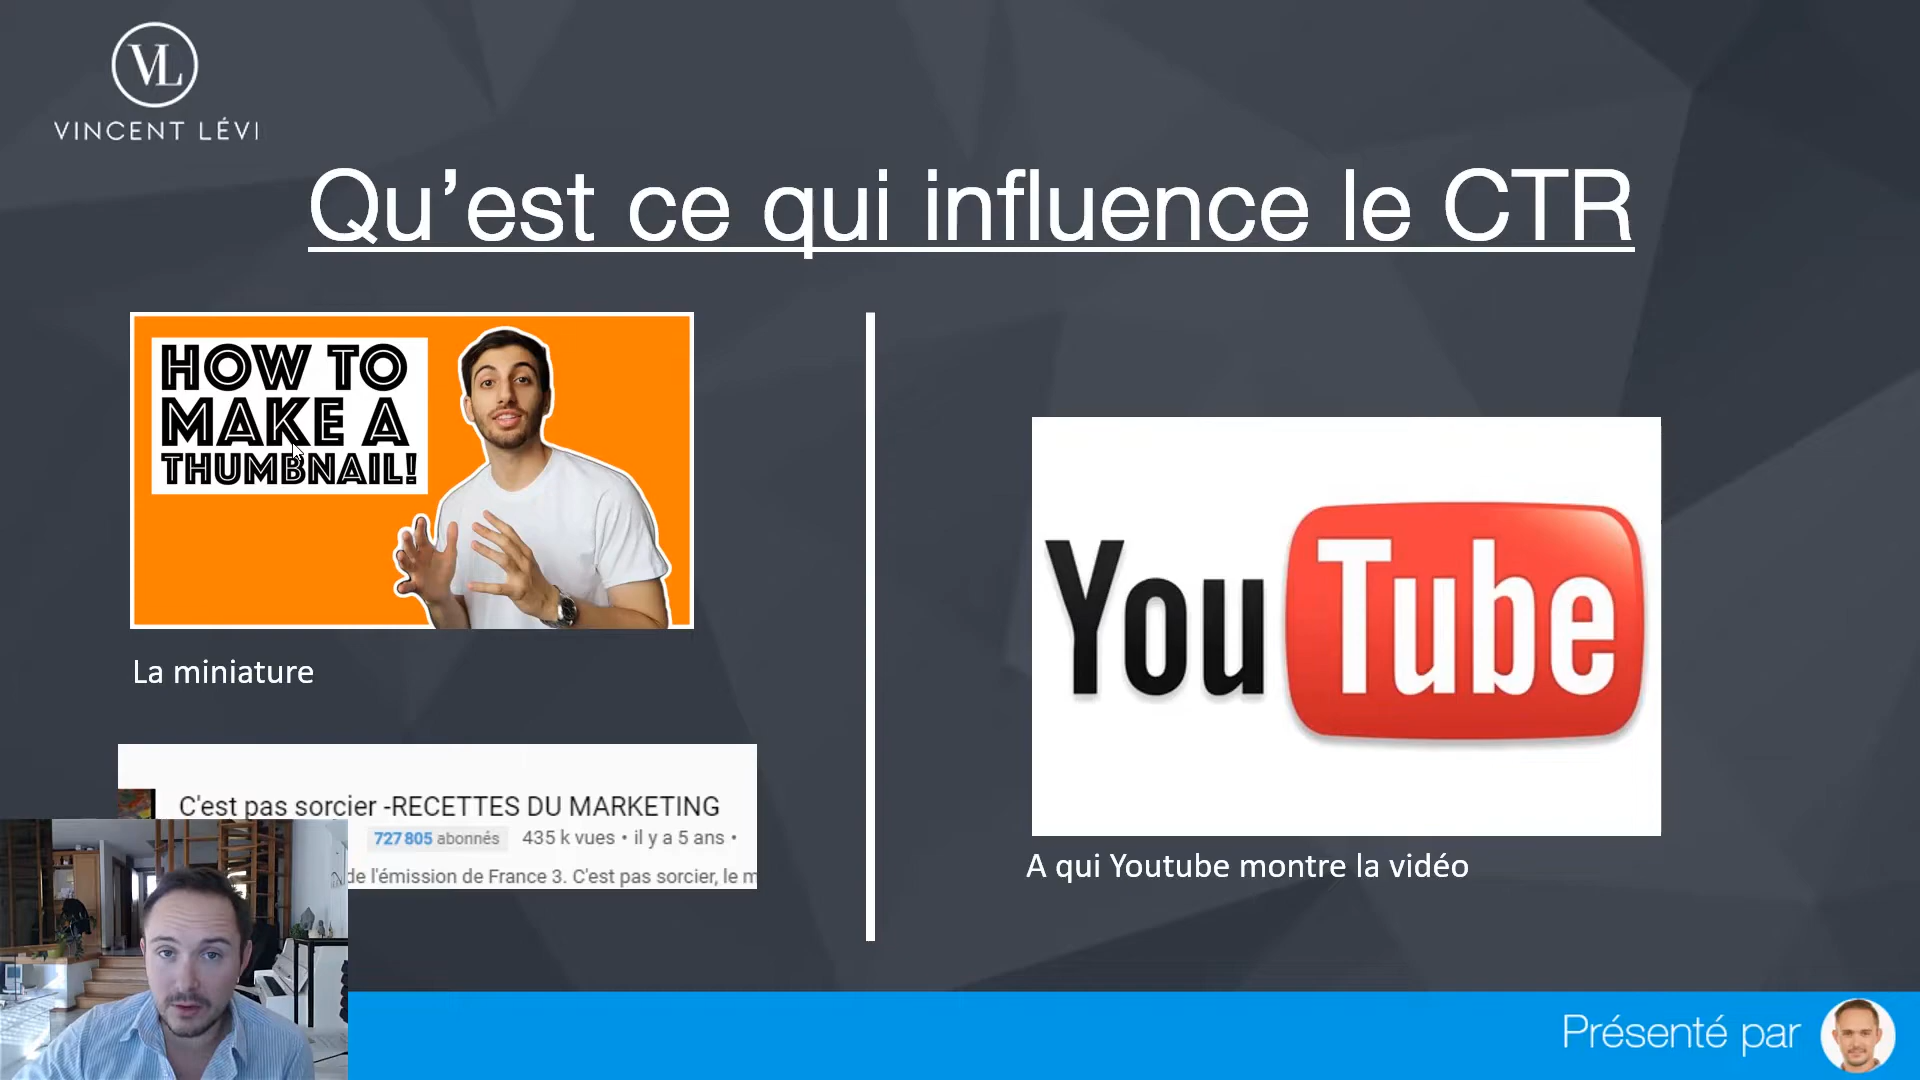 VL
VINCENT LÉVI
Qu’est ce qui influence le CTR
HOW TO
MAKE A
THUMBNAIL!
La miniature
C'est pas sorcier -RECETTES DU MARKETING
727 805 abonnés 435 k vues • il y a 5 ans •
de l'émission de France 3. C'est pas sorcier, le m
YouTube
A qui Youtube montre la vidéo
Présenté par